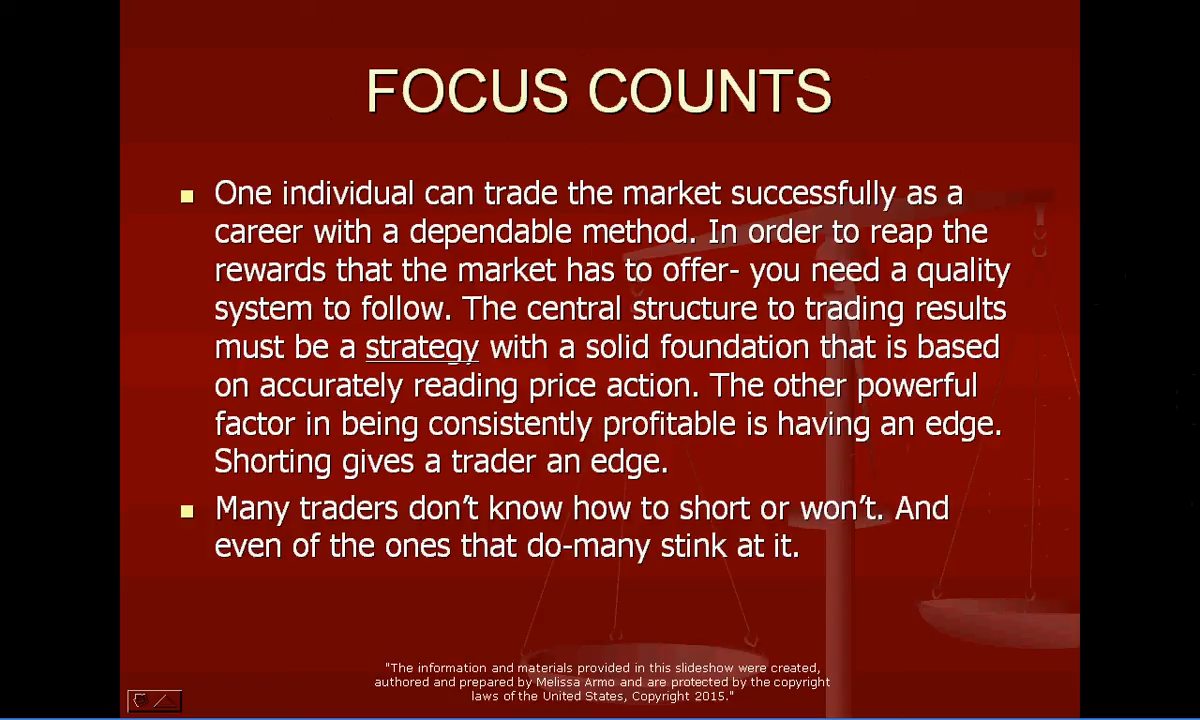 FOCUS COUNTS
One individual can trade the market successfully as a
career with a dependable method. In order to reap the
rewards that the market has to offer- you need a quality
system to follow. The central structure to trading results
must be a strategy with a solid foundation that is based
on accurately reading price action. The other powerful
factor in being consistently profitable is having an edge.
Shorting gives a trader an edge.
Many traders don’t know how to short or won’t. And
even of the ones that do-many stink at it.
"The information and materials provided in this slideshow were created,
authored and prepared by Melissa Armo and are protected by the copyright
laws of the United States, Copyright 2015."